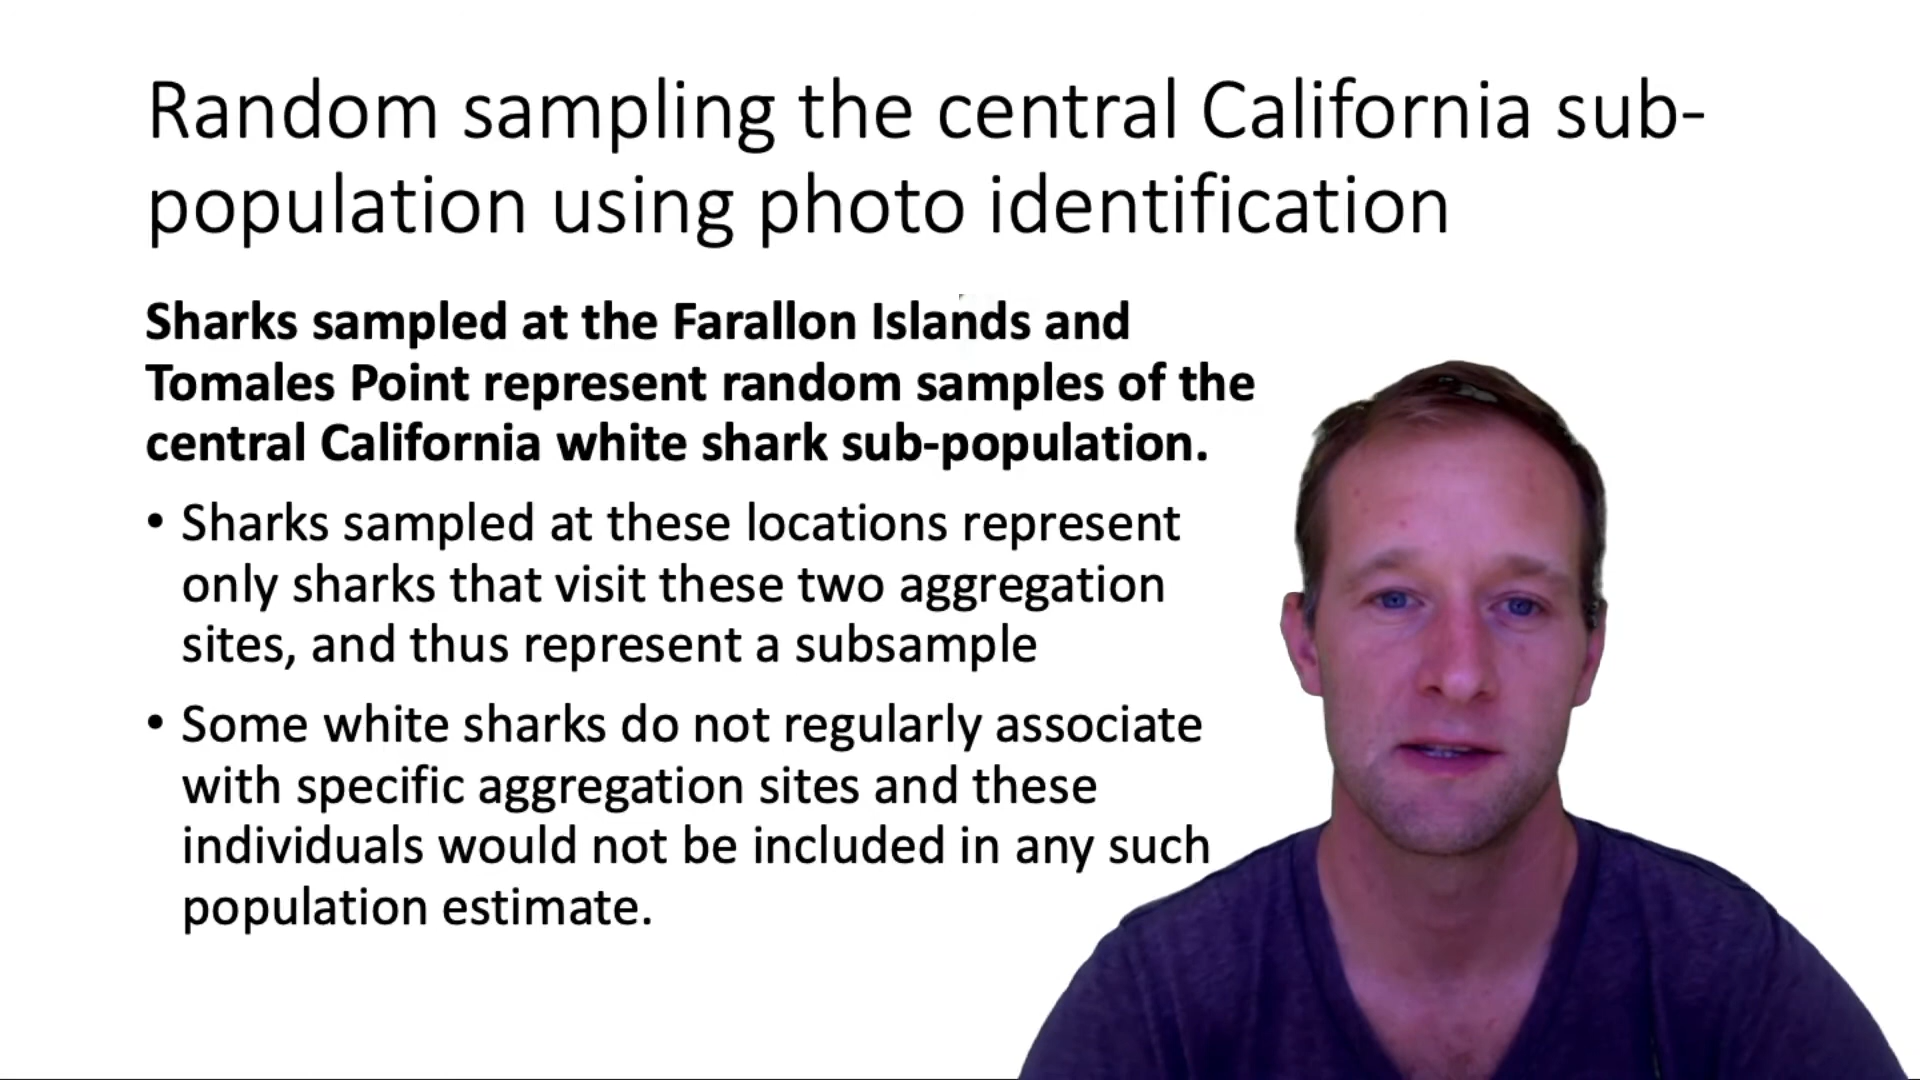 Random sampling the central California sub-
population using photo identification
Sharks sampled at the Farallon Islands and
Tomales Point represent random samples of the
central California white shark sub-population.
• Sharks sampled at these locations represent
only sharks that visit these two aggregation
sites, and thus represent a subsample
• Some white sharks do not regularly associate
with specific aggregation sites and these
individuals would not be included in any such
population estimate.